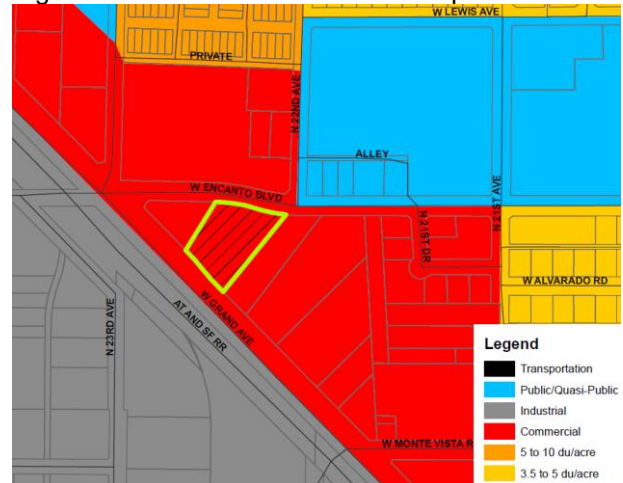 W LEWIS AVE
PRIVATE
N 22ND AVE
ALLEY
W ENCANTO BLVD
N 21ST AVE
N 21ST DR
W ALVARADO RD
W GRAND AVE
AT AND SF RR
N 23RD AVE
W MONTE VISTA R
Legend
Transportation
Public/Quasi-Public
Industrial
Commercial
5 to 10 du/acre
3.5 to 5 du/acre